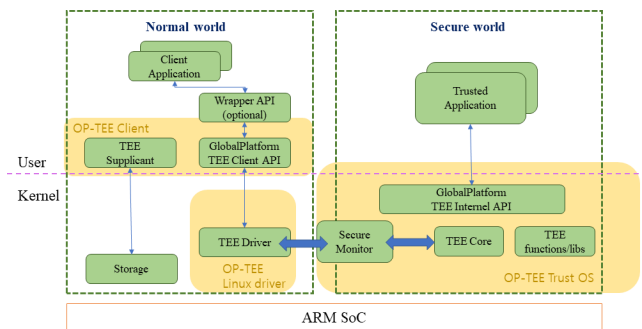 Normal world
Secure world
Client
Application
Wrapper API
(optional)
Trusted
Application
OP-TEE Client
TEE
Supplicant
GlobalPlatform
TEE Client API
User
Kernel
GlobalPlatform
TEE Internal API
TEE Driver
Secure
Monitor
TEE Core
TEE
functions/libs
Storage
OP-TEE
Linux driver
OP-TEE Trust OS
ARM SoC